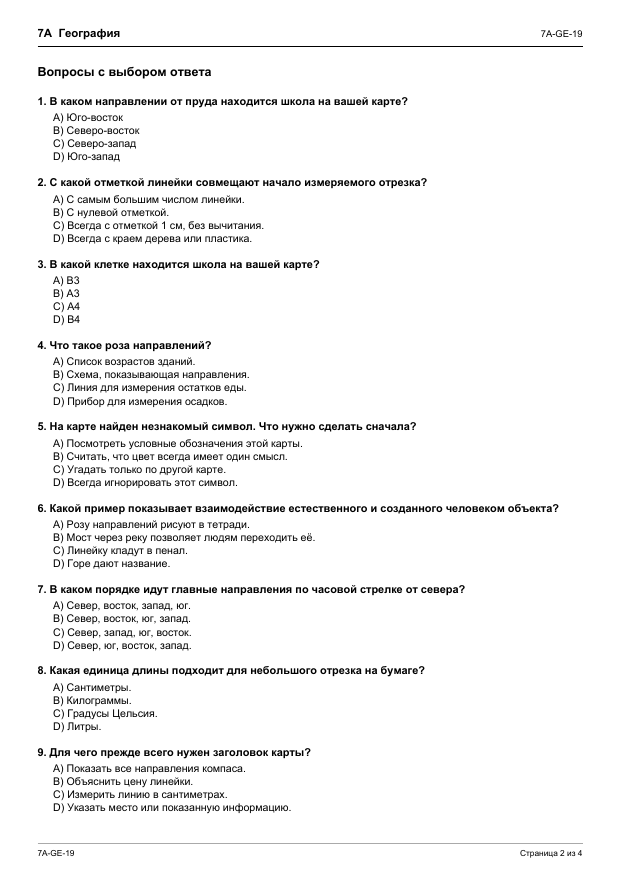 7A География
7A-GE-19
Вопросы с выбором ответа
1. В каком направлении от пруда находится школа на вашей карте?
A) Юго-восток
B) Северо-восток
C) Северо-запад
D) Юго-запад
2. С какой отметкой линейки совмещают начало измеряемого отрезка?
A) С самым большим числом линейки.
B) С нулевой отметкой.
C) Всегда с отметкой 1 см, без вычитания.
D) Всегда с краем дерева или пластика.
3. В какой клетке находится школа на вашей карте?
A) B3
B) A3
C) A4
D) B4
4. Что такое роза направлений?
A) Список возрастов зданий.
B) Схема, показывающая направления.
C) Линия для измерения остатков еды.
D) Прибор для измерения осадков.
5. На карте найден незнакомый символ. Что нужно сделать сначала?
A) Посмотреть условные обозначения этой карты.
B) Считать, что цвет всегда имеет один смысл.
C) Угадать только по другой карте.
D) Всегда игнорировать этот символ.
6. Какой пример показывает взаимодействие естественного и созданного человеком объекта?
A) Розу направлений рисуют в тетради.
B) Мост через реку позволяет людям переходить её.
C) Линейку кладут в пенал.
D) Горе дают название.
7. В каком порядке идут главные направления по часовой стрелке от севера?
A) Север, восток, запад, юг.
B) Север, восток, юг, запад.
C) Север, запад, юг, восток.
D) Север, юг, восток, запад.
8. Какая единица длины подходит для небольшого отрезка на бумаге?
A) Сантиметры.
B) Килограммы.
C) Градусы Цельсия.
D) Литры.
9. Для чего прежде всего нужен заголовок карты?
A) Показать все направления компаса.
B) Объяснить цену линейки.
C) Измерить линию в сантиметрах.
D) Указать место или показанную информацию.
7A-GE-19
Страница 2 из 4